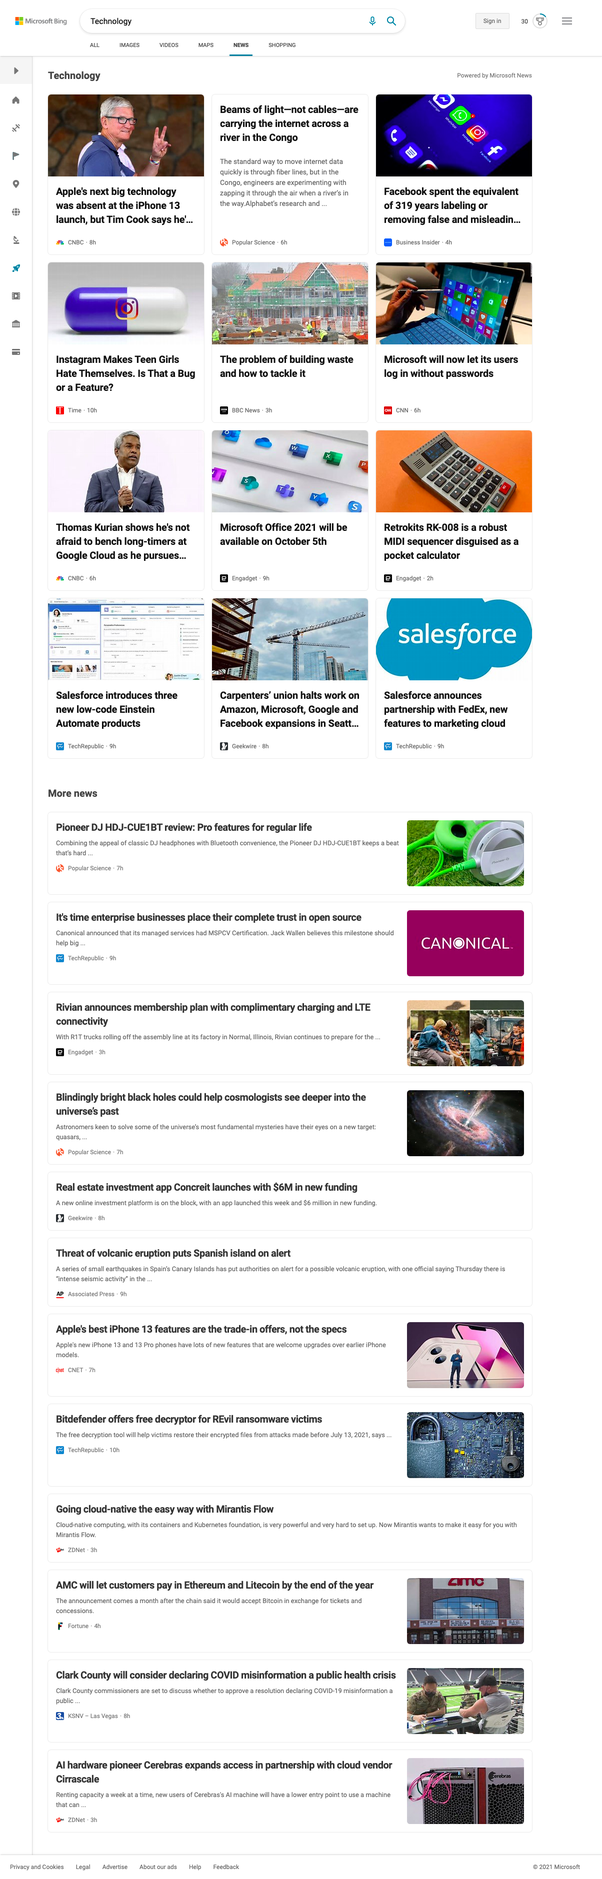 Microsoft Bing
Technology
Sign in
30
ALL IMAGES VIDEOS MAPS NEWS SHOPPING
Technology
Powered by Microsoft News
Apple's next big technology
was absent at the iPhone 13
launch, but Tim Cook says he'...
CNBC · 8h
Beams of light—not cables—are
carrying the internet across a
river in the Congo
The standard way to move internet data
quickly is through fiber lines, but in the
Congo, engineers are experimenting with
zapping it through the air when a river's in
the way.Alphabet's research and ...
Popular Science · 6h
Facebook spent the equivalent
of 319 years labeling or
removing false and misleadin...
Business Insider · 4h
Instagram Makes Teen Girls
Hate Themselves. Is That a Bug
or a Feature?
Time · 10h
The problem of building waste
and how to tackle it
BBC News · 3h
Microsoft will now let its users
log in without passwords
CNN · 6h
Thomas Kurian shows he's not
afraid to bench long-timers at
Google Cloud as he pursues...
CNBC · 6h
Microsoft Office 2021 will be
available on October 5th
Engadget · 9h
Retrokits RK-008 is a robust
MIDI sequencer disguised as a
pocket calculator
Engadget · 2h
salesforce
Salesforce introduces three
new low-code Einstein
Automate products
TechRepublic · 9h
Carpenters' union halts work on
Amazon, Microsoft, Google and
Facebook expansions in Seatt...
Geekwire · 8h
Salesforce announces
partnership with FedEx, new
features to marketing cloud
TechRepublic · 9h
More news
Pioneer DJ HDJ-CUE1BT review: Pro features for regular life
Combining the appeal of classic DJ headphones with Bluetooth convenience, the Pioneer DJ HDJ-CUE1BT keeps a beat
that's hard ...
Popular Science · 7h
It's time enterprise businesses place their complete trust in open source
Canonical announced that its managed services had MSPCV Certification. Jack Wallen believes this milestone should
help big ...
TechRepublic · 9h
CANONICAL
Rivian announces membership plan with complimentary charging and LTE
connectivity
With R1T trucks rolling off the assembly line at its factory in Normal, Illinois, Rivian continues to prepare for the ...
Engadget · 3h
Blindingly bright black holes could help cosmologists see deeper into the
universe's past
Astronomers keen to solve some of the universe's most fundamental mysteries have their eyes on a new target:
quasars, ...
Popular Science · 7h
Real estate investment app Concreit launches with $6M in new funding
A new online investment platform is on the block, with an app launched this week and $6 million in new funding.
Geekwire · 8h
Threat of volcanic eruption puts Spanish island on alert
A series of small earthquakes in Spain's Canary Islands has put authorities on alert for a possible volcanic eruption, with one official saying Thursday there is
"intense seismic activity" in the ...
AP Associated Press · 9h
Apple's best iPhone 13 features are the trade-in offers, not the specs
Apple's new iPhone 13 and 13 Pro phones have lots of new features that are welcome upgrades over earlier iPhone
models.
CNET · 7h
Bitdefender offers free decryptor for REvil ransomware victims
The free decryption tool will help victims restore their encrypted files from attacks made before July 13, 2021, says ...
TechRepublic · 10h
Going cloud-native the easy way with Mirantis Flow
Cloud-native computing, with its containers and Kubernetes foundation, is very powerful and very hard to set up. Now Mirantis wants to make it easy for you with
Mirantis Flow.
ZDNet · 3h
AMC will let customers pay in Ethereum and Litecoin by the end of the year
The announcement comes a month after the chain said it would accept Bitcoin in exchange for tickets and
concessions.
Fortune · 4h
amc
Clark County will consider declaring COVID misinformation a public health crisis
Clark County commissioners are set to discuss whether to approve a resolution declaring COVID-19 misinformation a
public ...
KSNV – Las Vegas · 8h
AI hardware pioneer Cerebras expands access in partnership with cloud vendor
Cirrascale
Renting capacity a week at a time, new users of Cerebras's AI machine will have a lower entry point to use a machine
that can ...
ZDNet · 3h
cerebras
Privacy and Cookies Legal Advertise About our ads Help Feedback
© 2021 Microsoft